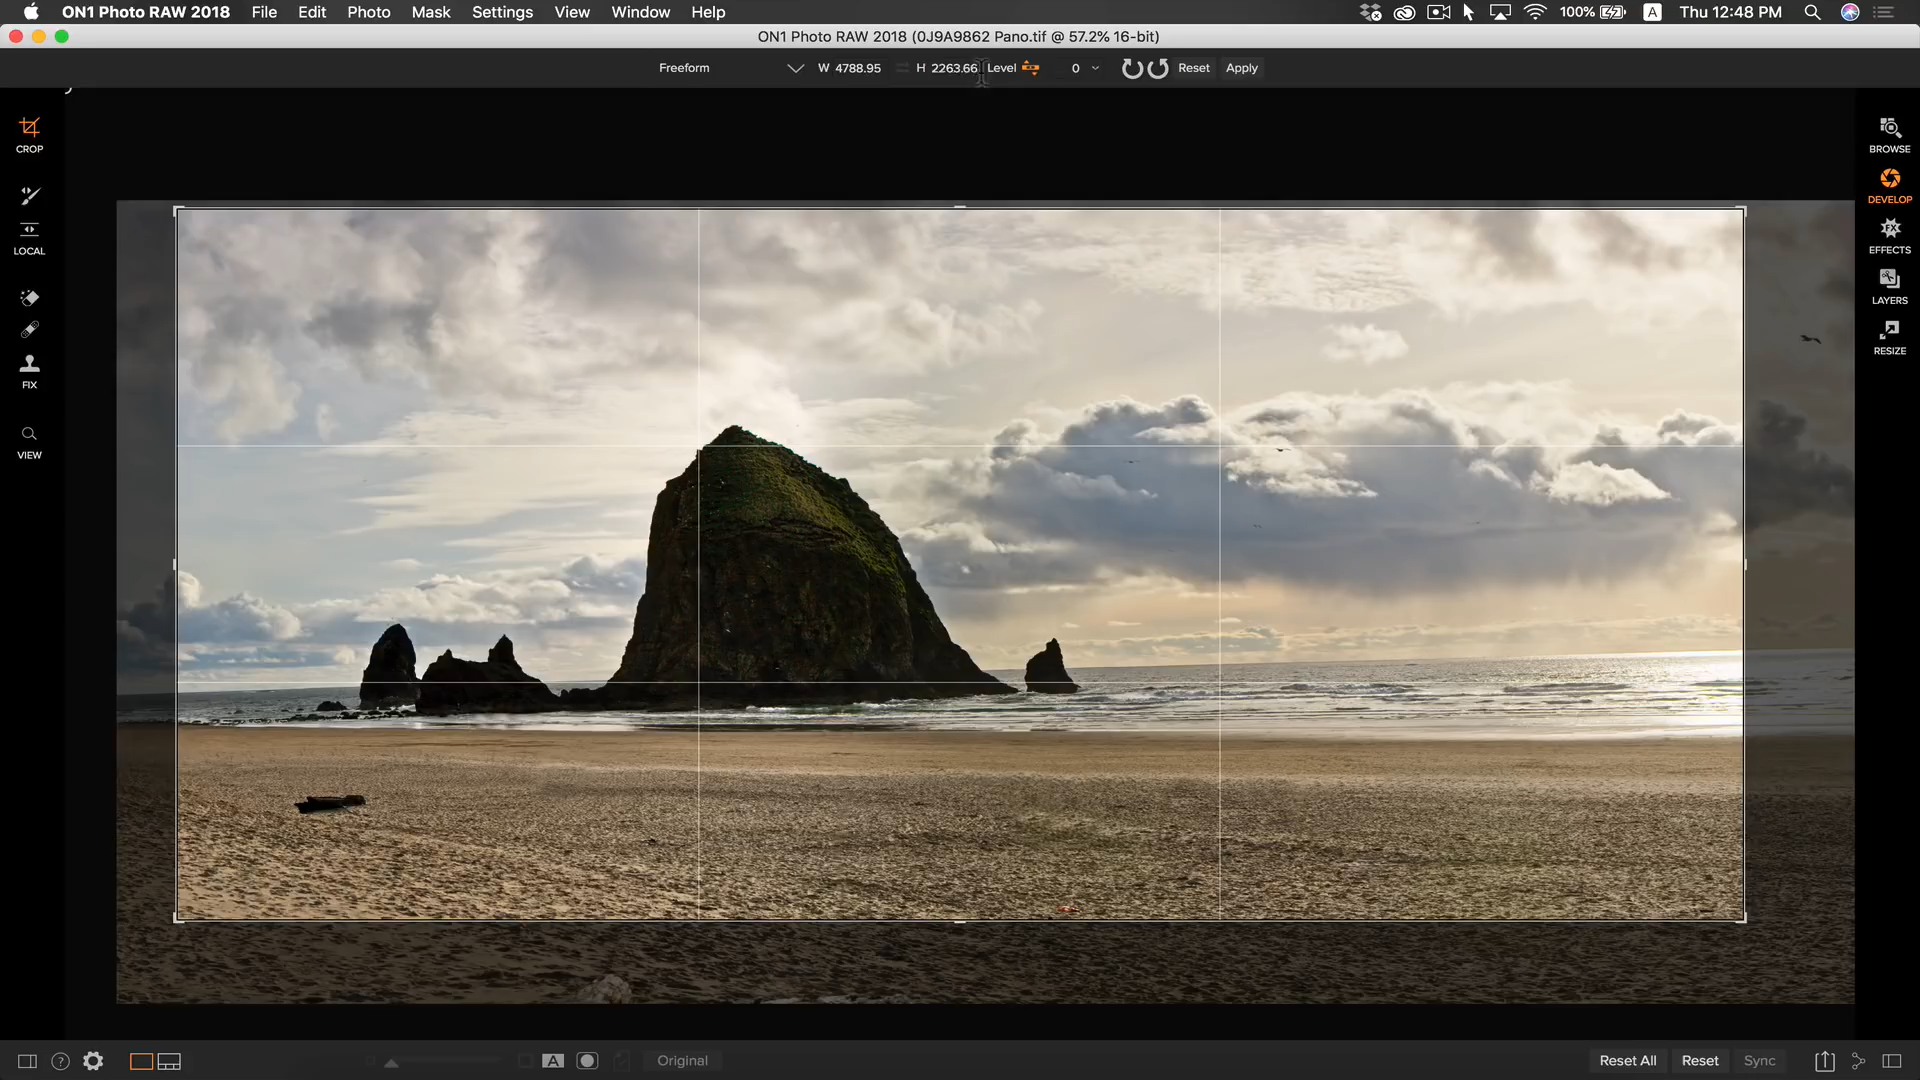 ON1 Photo RAW 2018 File Edit Photo Mask Settings View Window Help 100% A Thu 12:48 PM
ON1 Photo RAW 2018 (0J9A9862 Pano.tif @ 57.2% 16-bit)
Freeform W 4788.95 H 2263.66 Level 0 Reset Apply
CROP
LOCAL
FIX
VIEW
BROWSE
DEVELOP
EFFECTS
LAYERS
RESIZE
? A Original Reset All Reset Sync